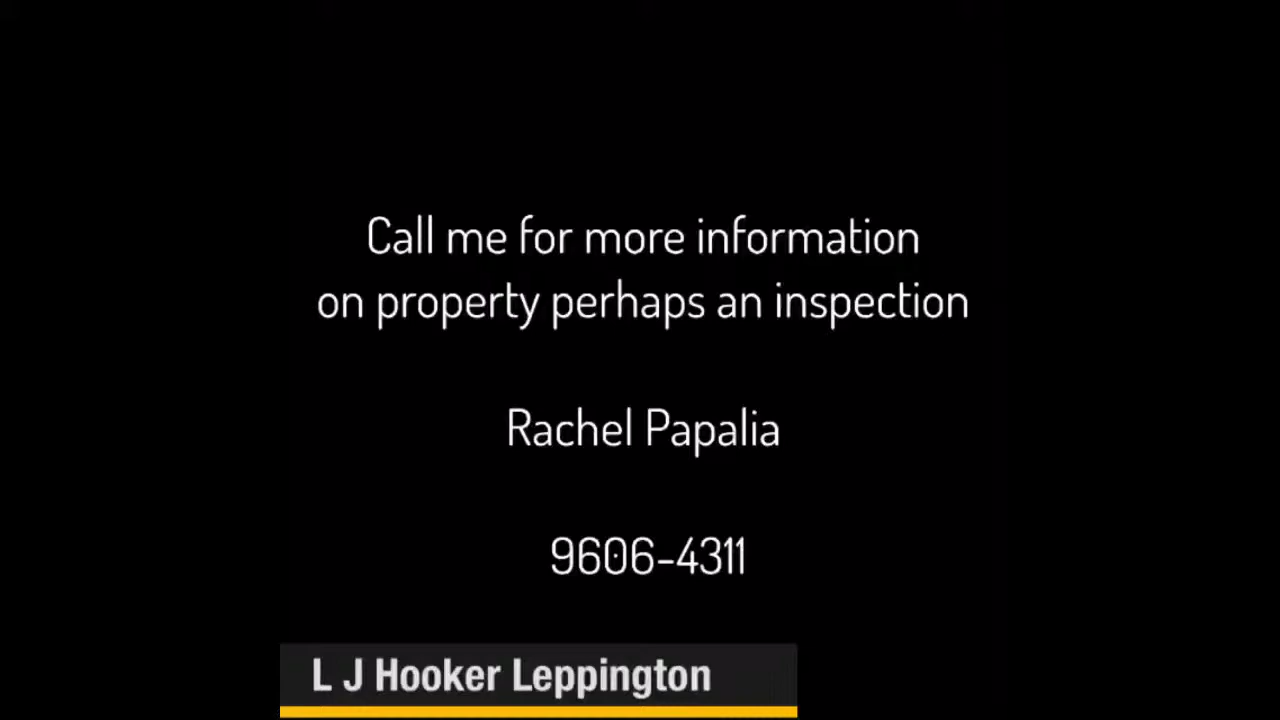 Call me for more information
on property perhaps an inspection
Rachel Papalia
9606-4311
L J Hooker Leppington